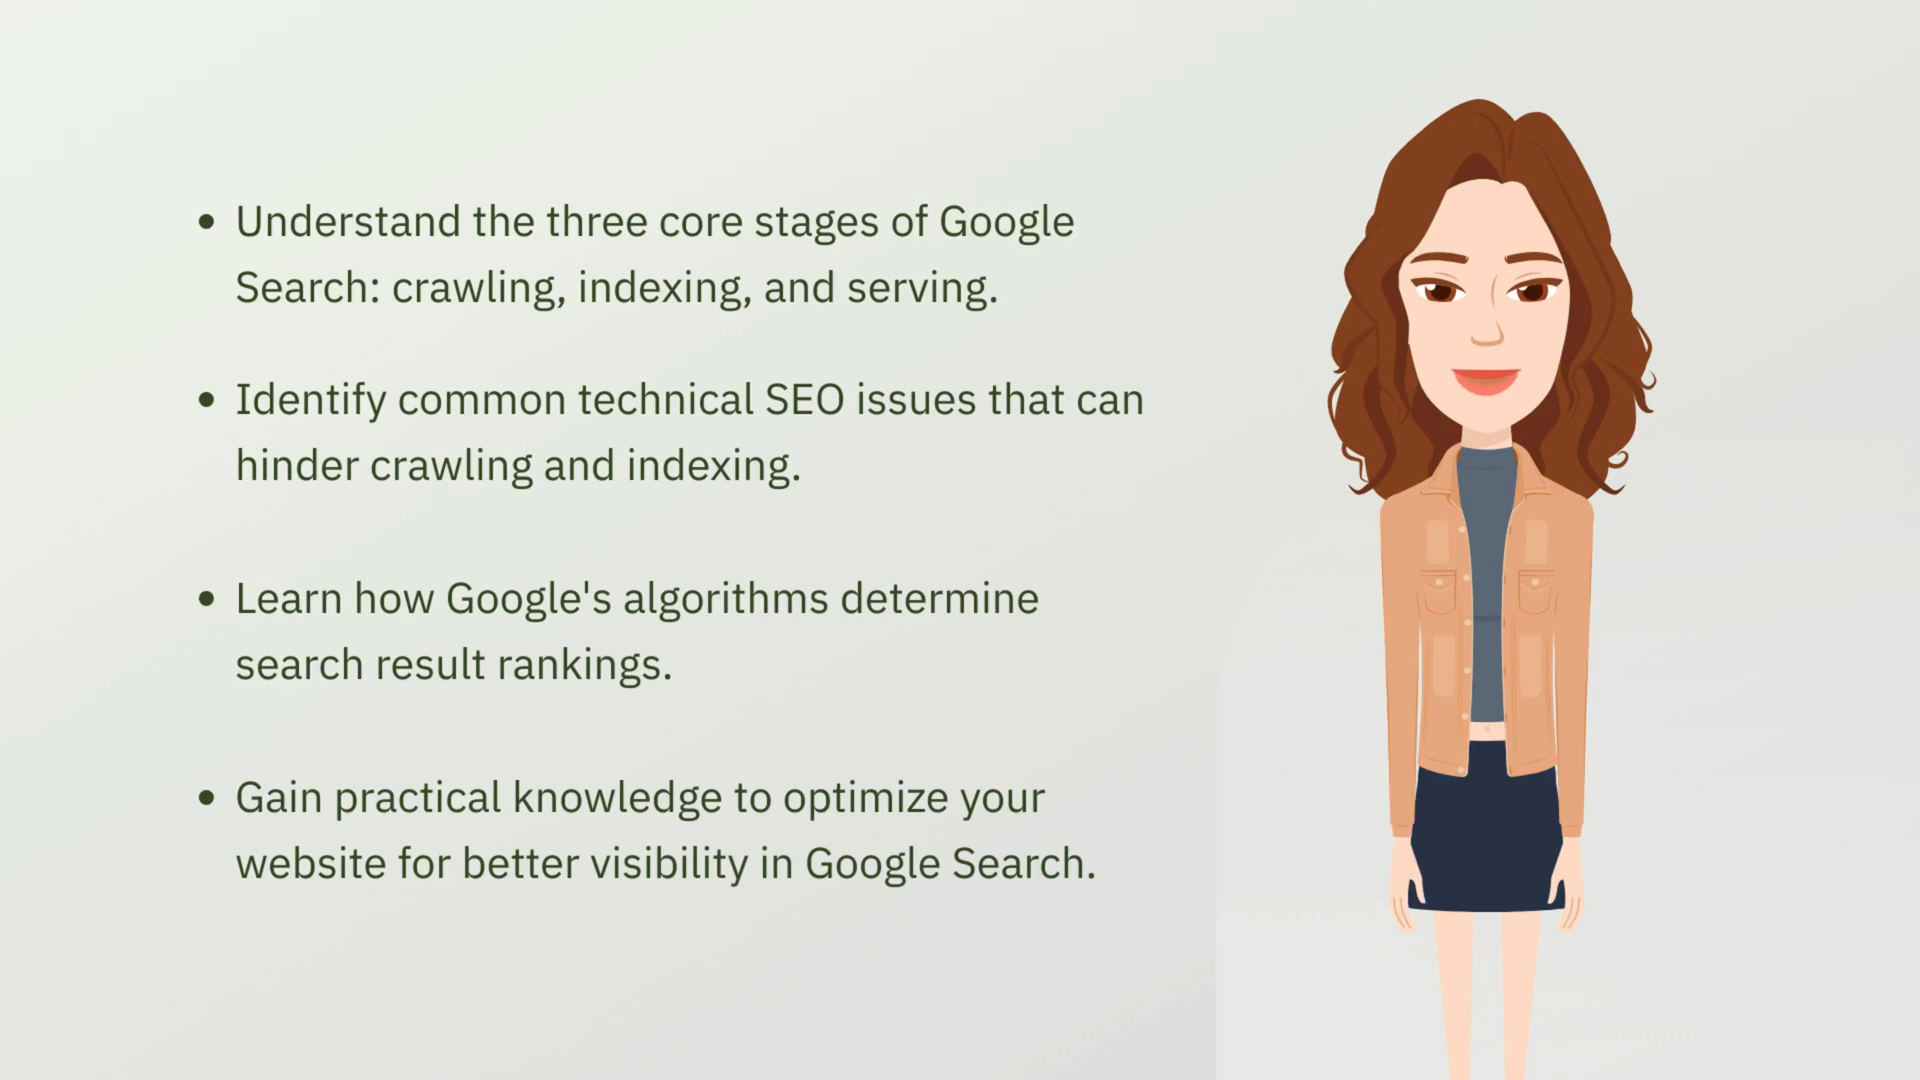 • Understand the three core stages of Google
Search: crawling, indexing, and serving.
• Identify common technical SEO issues that can
hinder crawling and indexing.
• Learn how Google's algorithms determine
search result rankings.
• Gain practical knowledge to optimize your
website for better visibility in Google Search.